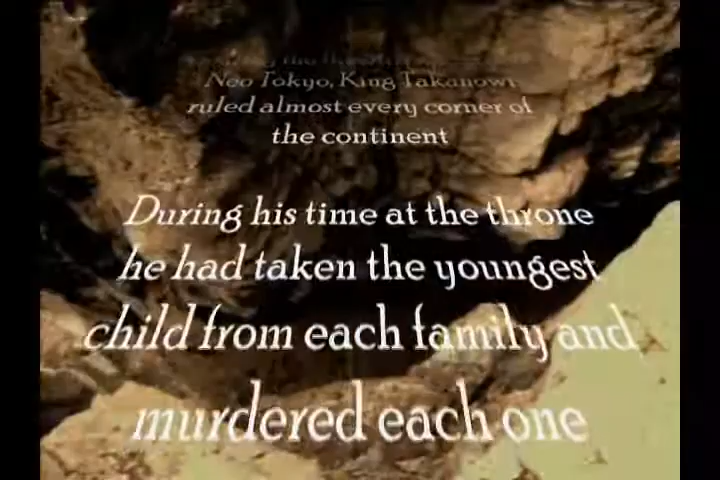 Neo Tokyo, King Takanowi
ruled almost every corner of
the continent
During his time at the throne
he had taken the youngest
child from each family and
murdered each one